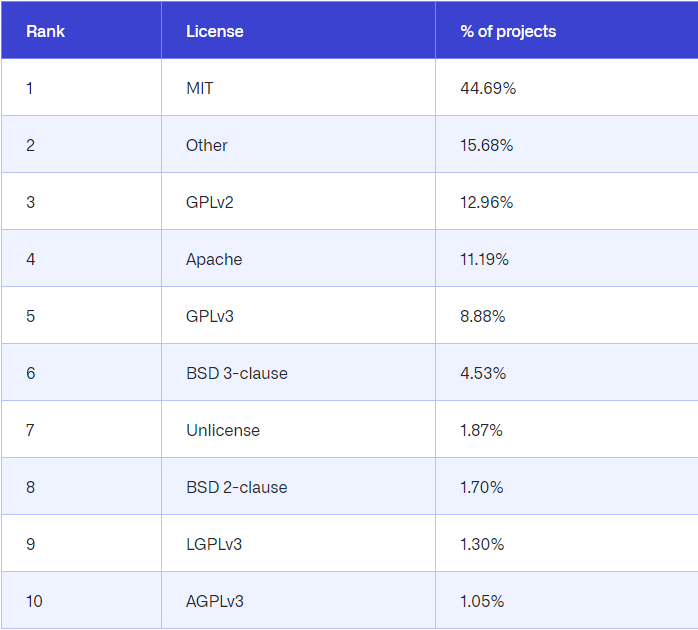 Rank License % of projects
1 MIT 44.69%
2 Other 15.68%
3 GPLv2 12.96%
4 Apache 11.19%
5 GPLv3 8.88%
6 BSD 3-clause 4.53%
7 Unlicense 1.87%
8 BSD 2-clause 1.70%
9 LGPLv3 1.30%
10 AGPLv3 1.05%